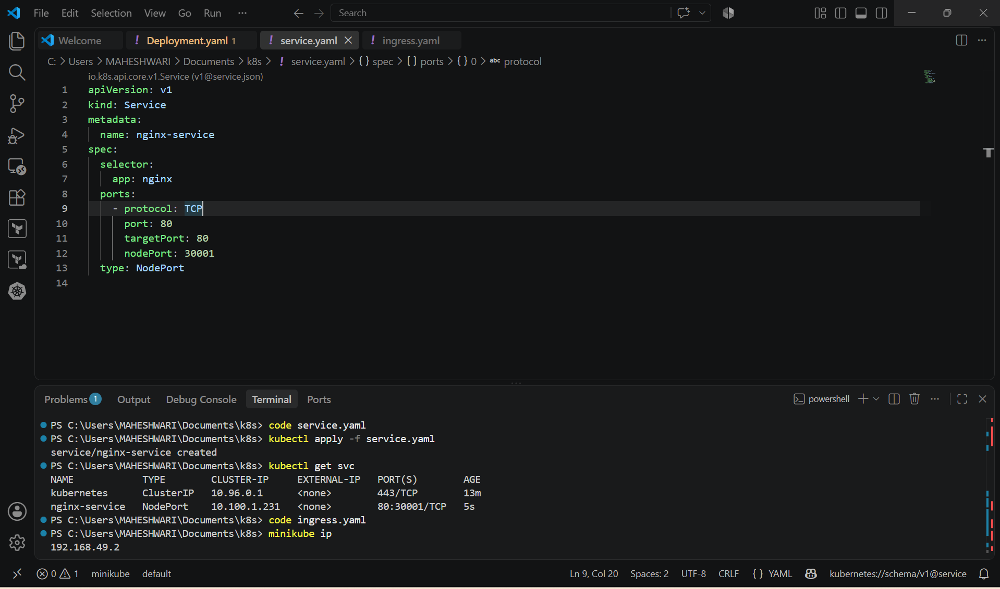 File Edit Selection View Go Run ... Search
Welcome ! Deployment.yaml 1 ! service.yaml ! ingress.yaml
C: > Users > MAHESHWARI > Documents > k8s > ! service.yaml > { } spec > [ ] ports > { } 0 > abc protocol
io.k8s.api.core.v1.Service (v1@service.json)
1 apiVersion: v1
2 kind: Service
3 metadata:
4 name: nginx-service
5 spec:
6 selector:
7 app: nginx
8 ports:
9 - protocol: TCP
10 port: 80
11 targetPort: 80
12 nodePort: 30001
13 type: NodePort
14
Problems 1 Output Debug Console Terminal Ports powershell
PS C:\Users\MAHESHWARI\Documents\k8s> code service.yaml
PS C:\Users\MAHESHWARI\Documents\k8s> kubectl apply -f service.yaml
service/nginx-service created
PS C:\Users\MAHESHWARI\Documents\k8s> kubectl get svc
NAME TYPE CLUSTER-IP EXTERNAL-IP PORT(S) AGE
kubernetes ClusterIP 10.96.0.1 <none> 443/TCP 13m
nginx-service NodePort 10.100.1.231 <none> 80:30001/TCP 5s
PS C:\Users\MAHESHWARI\Documents\k8s> code ingress.yaml
PS C:\Users\MAHESHWARI\Documents\k8s> minikube ip
192.168.49.2
0 1 minikube default Ln 9, Col 20 Spaces: 2 UTF-8 CRLF { } YAML kubernetes://schema/v1@service